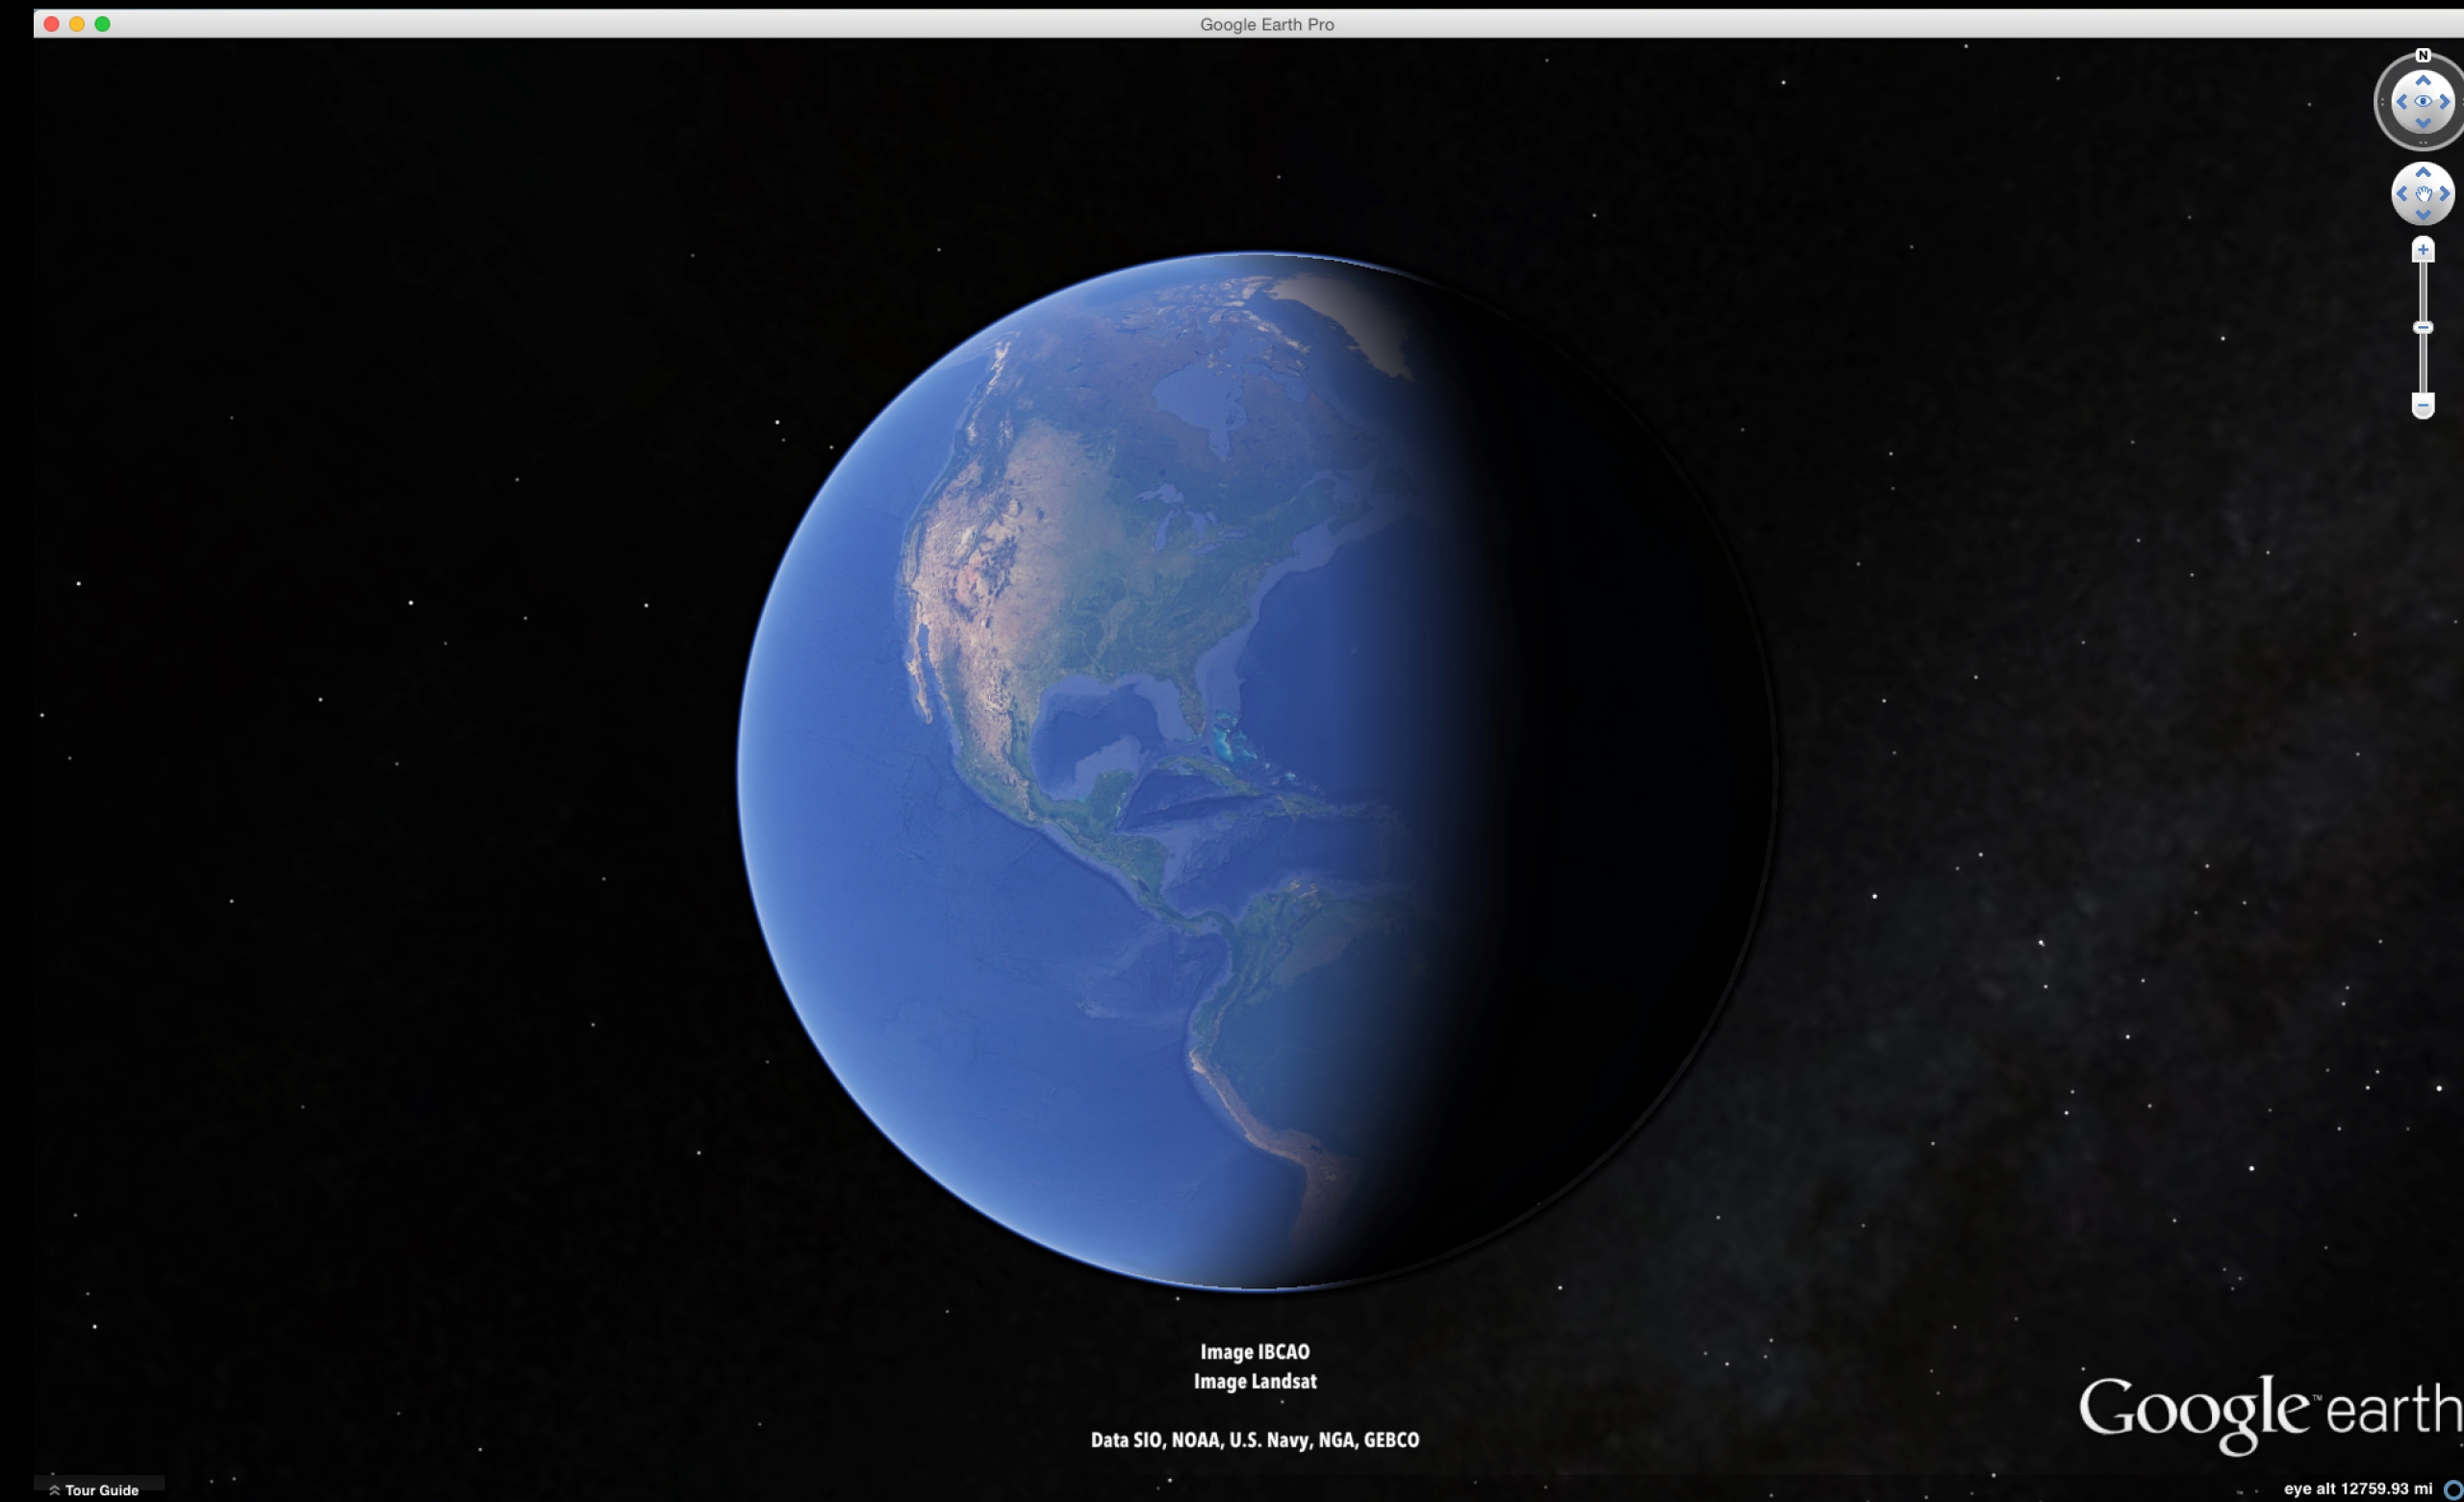 Google Earth Pro
N
Image IBCAO
Image Landsat
Data SIO, NOAA, U.S. Navy, NGA, GEBCO
Google™ earth
Tour Guide
eye alt 12759.93 mi